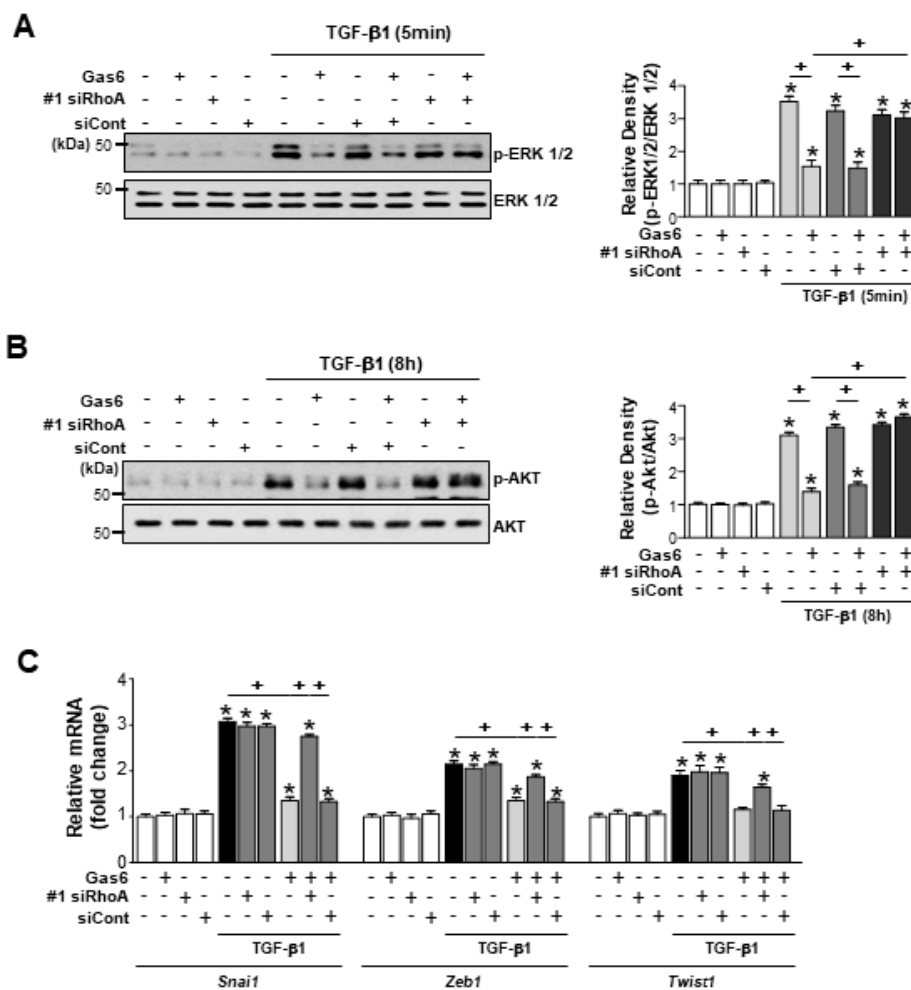 A
TGF-β1 (5min)
Gas6 - + - - - + - + - +
#1 siRhoA - - + - - - - - + +
siCont - - - + - - + + - -
(kDa)
50
p-ERK 1/2
50
ERK 1/2
Relative Density
(p-ERK1/2/ERK 1/2)
4
3
2
1
0
+
+ +
* * * * * *
Gas6 - + - - - + - + - +
#1 siRhoA - - + - - - - - + +
siCont - - - + - - + + - -
TGF-β1 (5min)
B
TGF-β1 (8h)
Gas6 - + - - - + - + - +
#1 siRhoA - - + - - - - - + +
siCont - - - + - - + + - -
(kDa)
50
p-AKT
50
AKT
Relative Density
(p-Akt/Akt)
4
3
2
1
0
+
+ +
* * * * * *
Gas6 - + - - - + - + - +
#1 siRhoA - - + - - - - - + +
siCont - - - + - - + + - -
TGF-β1 (8h)
C
Relative mRNA
(fold change)
4
3
2
1
0
+ + + + + + + + +
* * * * * * * * * * * * * * * *
Gas6 - + - - - - - + + + - + - - - - - + + + - + - - - - - + + +
#1 siRhoA - - + - - + - - + - - - + - - + - - + - - - + - - + - - + -
siCont - - - + - - + - - + - - - + - - + - - + - - - + - - + - - +
TGF-β1 TGF-β1 TGF-β1
Snai1 Zeb1 Twist1